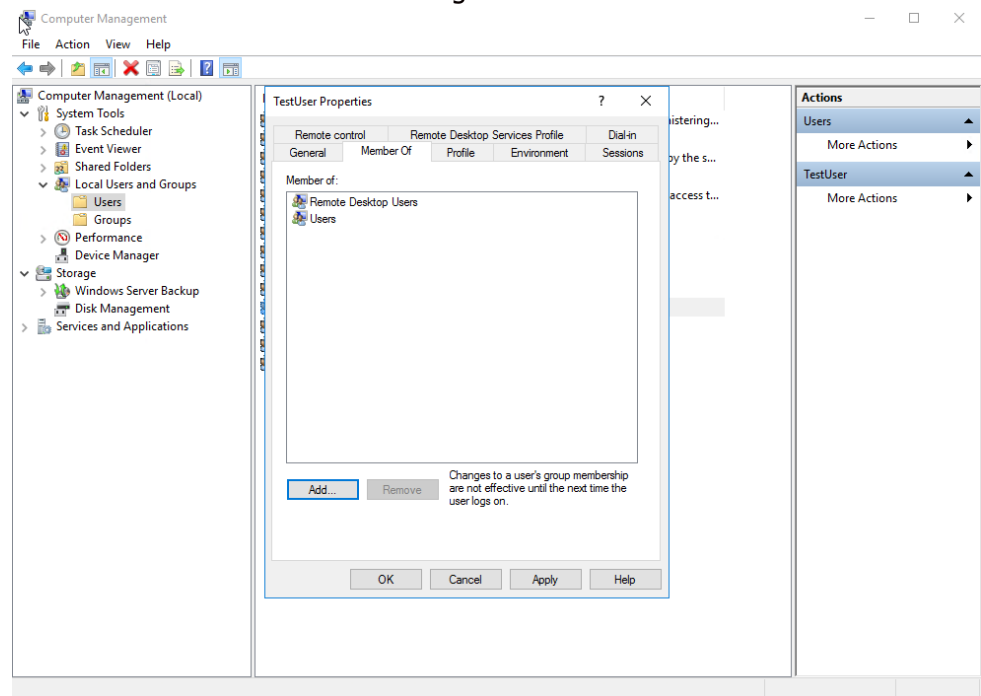 Computer Management
File Action View Help
Computer Management (Local)
System Tools
Task Scheduler
Event Viewer
Shared Folders
Local Users and Groups
Users
Groups
Performance
Device Manager
Storage
Windows Server Backup
Disk Management
Services and Applications
TestUser Properties
Remote control Remote Desktop Services Profile Dial-in
General Member Of Profile Environment Sessions
Member of:
Remote Desktop Users
Users
Add... Remove
Changes to a user's group membership
are not effective until the next time the
user logs on.
OK Cancel Apply Help
istering...
by the s...
access t...
Actions
Users
More Actions
TestUser
More Actions